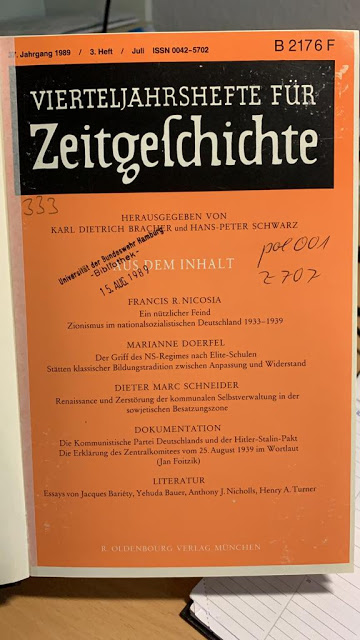 37. Jahrgang 1989 / 3. Heft / Juli ISSN 0042-5702
B 2176 F
VIERTELJAHRSHEFTE FÜR
Zeitgeſchichte
333
HERAUSGEGEBEN VON
KARL DIETRICH BRACHER und HANS-PETER SCHWARZ
Universität der Bundeswehr Hamburg
-Bibliothek-
15. AUG. 1989
pol 001
Z 707
AUS DEM INHALT
FRANCIS R. NICOSIA
Ein nützlicher Feind
Zionismus im nationalsozialistischen Deutschland 1933–1939
MARIANNE DOERFEL
Der Griff des NS-Regimes nach Elite-Schulen
Stätten klassischer Bildungstradition zwischen Anpassung und Widerstand
DIETER MARC SCHNEIDER
Renaissance und Zerstörung der kommunalen Selbstverwaltung in der
sowjetischen Besatzungszone
DOKUMENTATION
Die Kommunistische Partei Deutschlands und der Hitler-Stalin-Pakt
Die Erklärung des Zentralkomitees vom 25. August 1939 im Wortlaut
(Jan Foitzik)
LITERATUR
Essays von Jacques Bariéty, Yehuda Bauer, Anthony J. Nicholls, Henry A. Turner
R. OLDENBOURG VERLAG MÜNCHEN